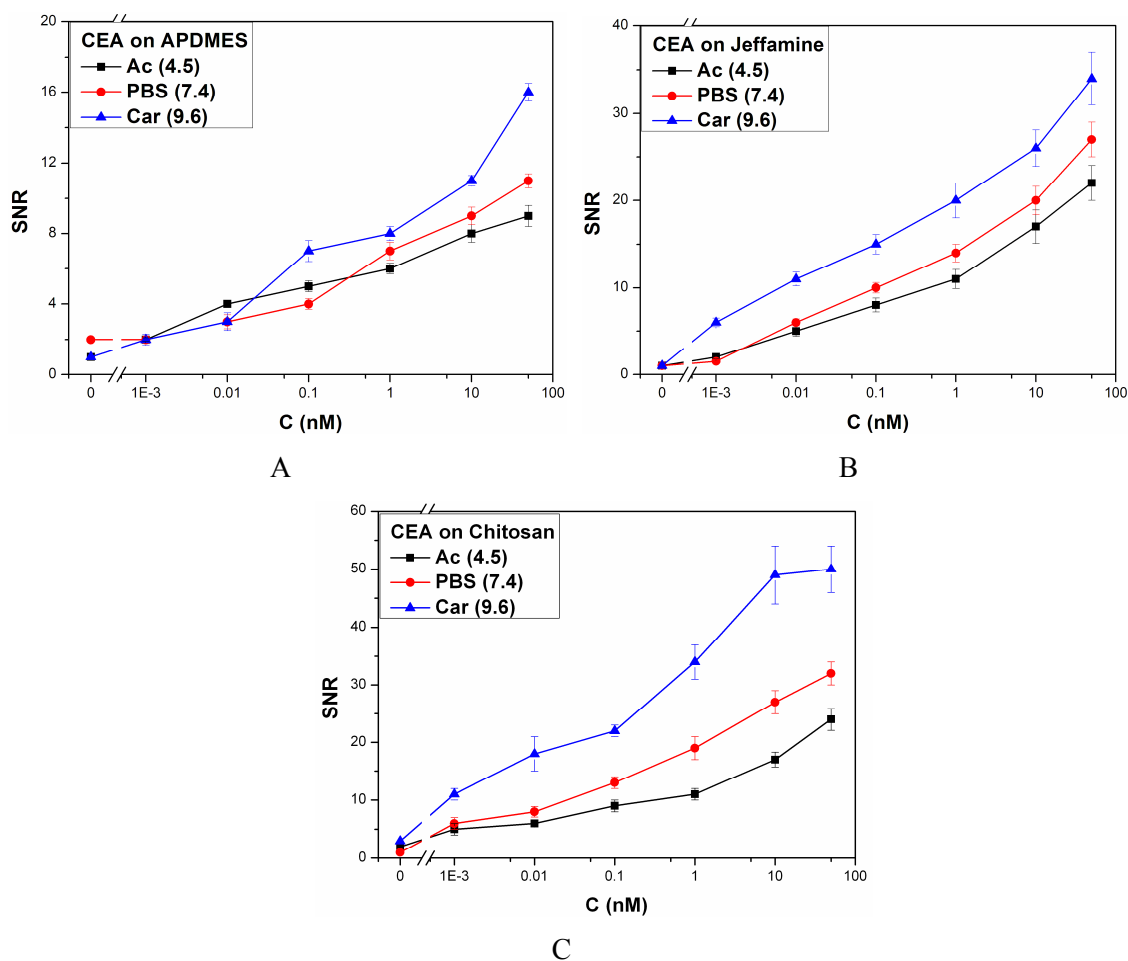 CEA on APDMES
Ac (4.5)
PBS (7.4)
Car (9.6)
20
16
12
8
4
0
SNR
0 1E-3 0.01 0.1 1 10 100
C (nM)
A
CEA on Jeffamine
Ac (4.5)
PBS (7.4)
Car (9.6)
40
30
20
10
0
SNR
0 1E-3 0.01 0.1 1 10 100
C (nM)
B
CEA on Chitosan
Ac (4.5)
PBS (7.4)
Car (9.6)
60
50
40
30
20
10
0
SNR
0 1E-3 0.01 0.1 1 10 100
C (nM)
C